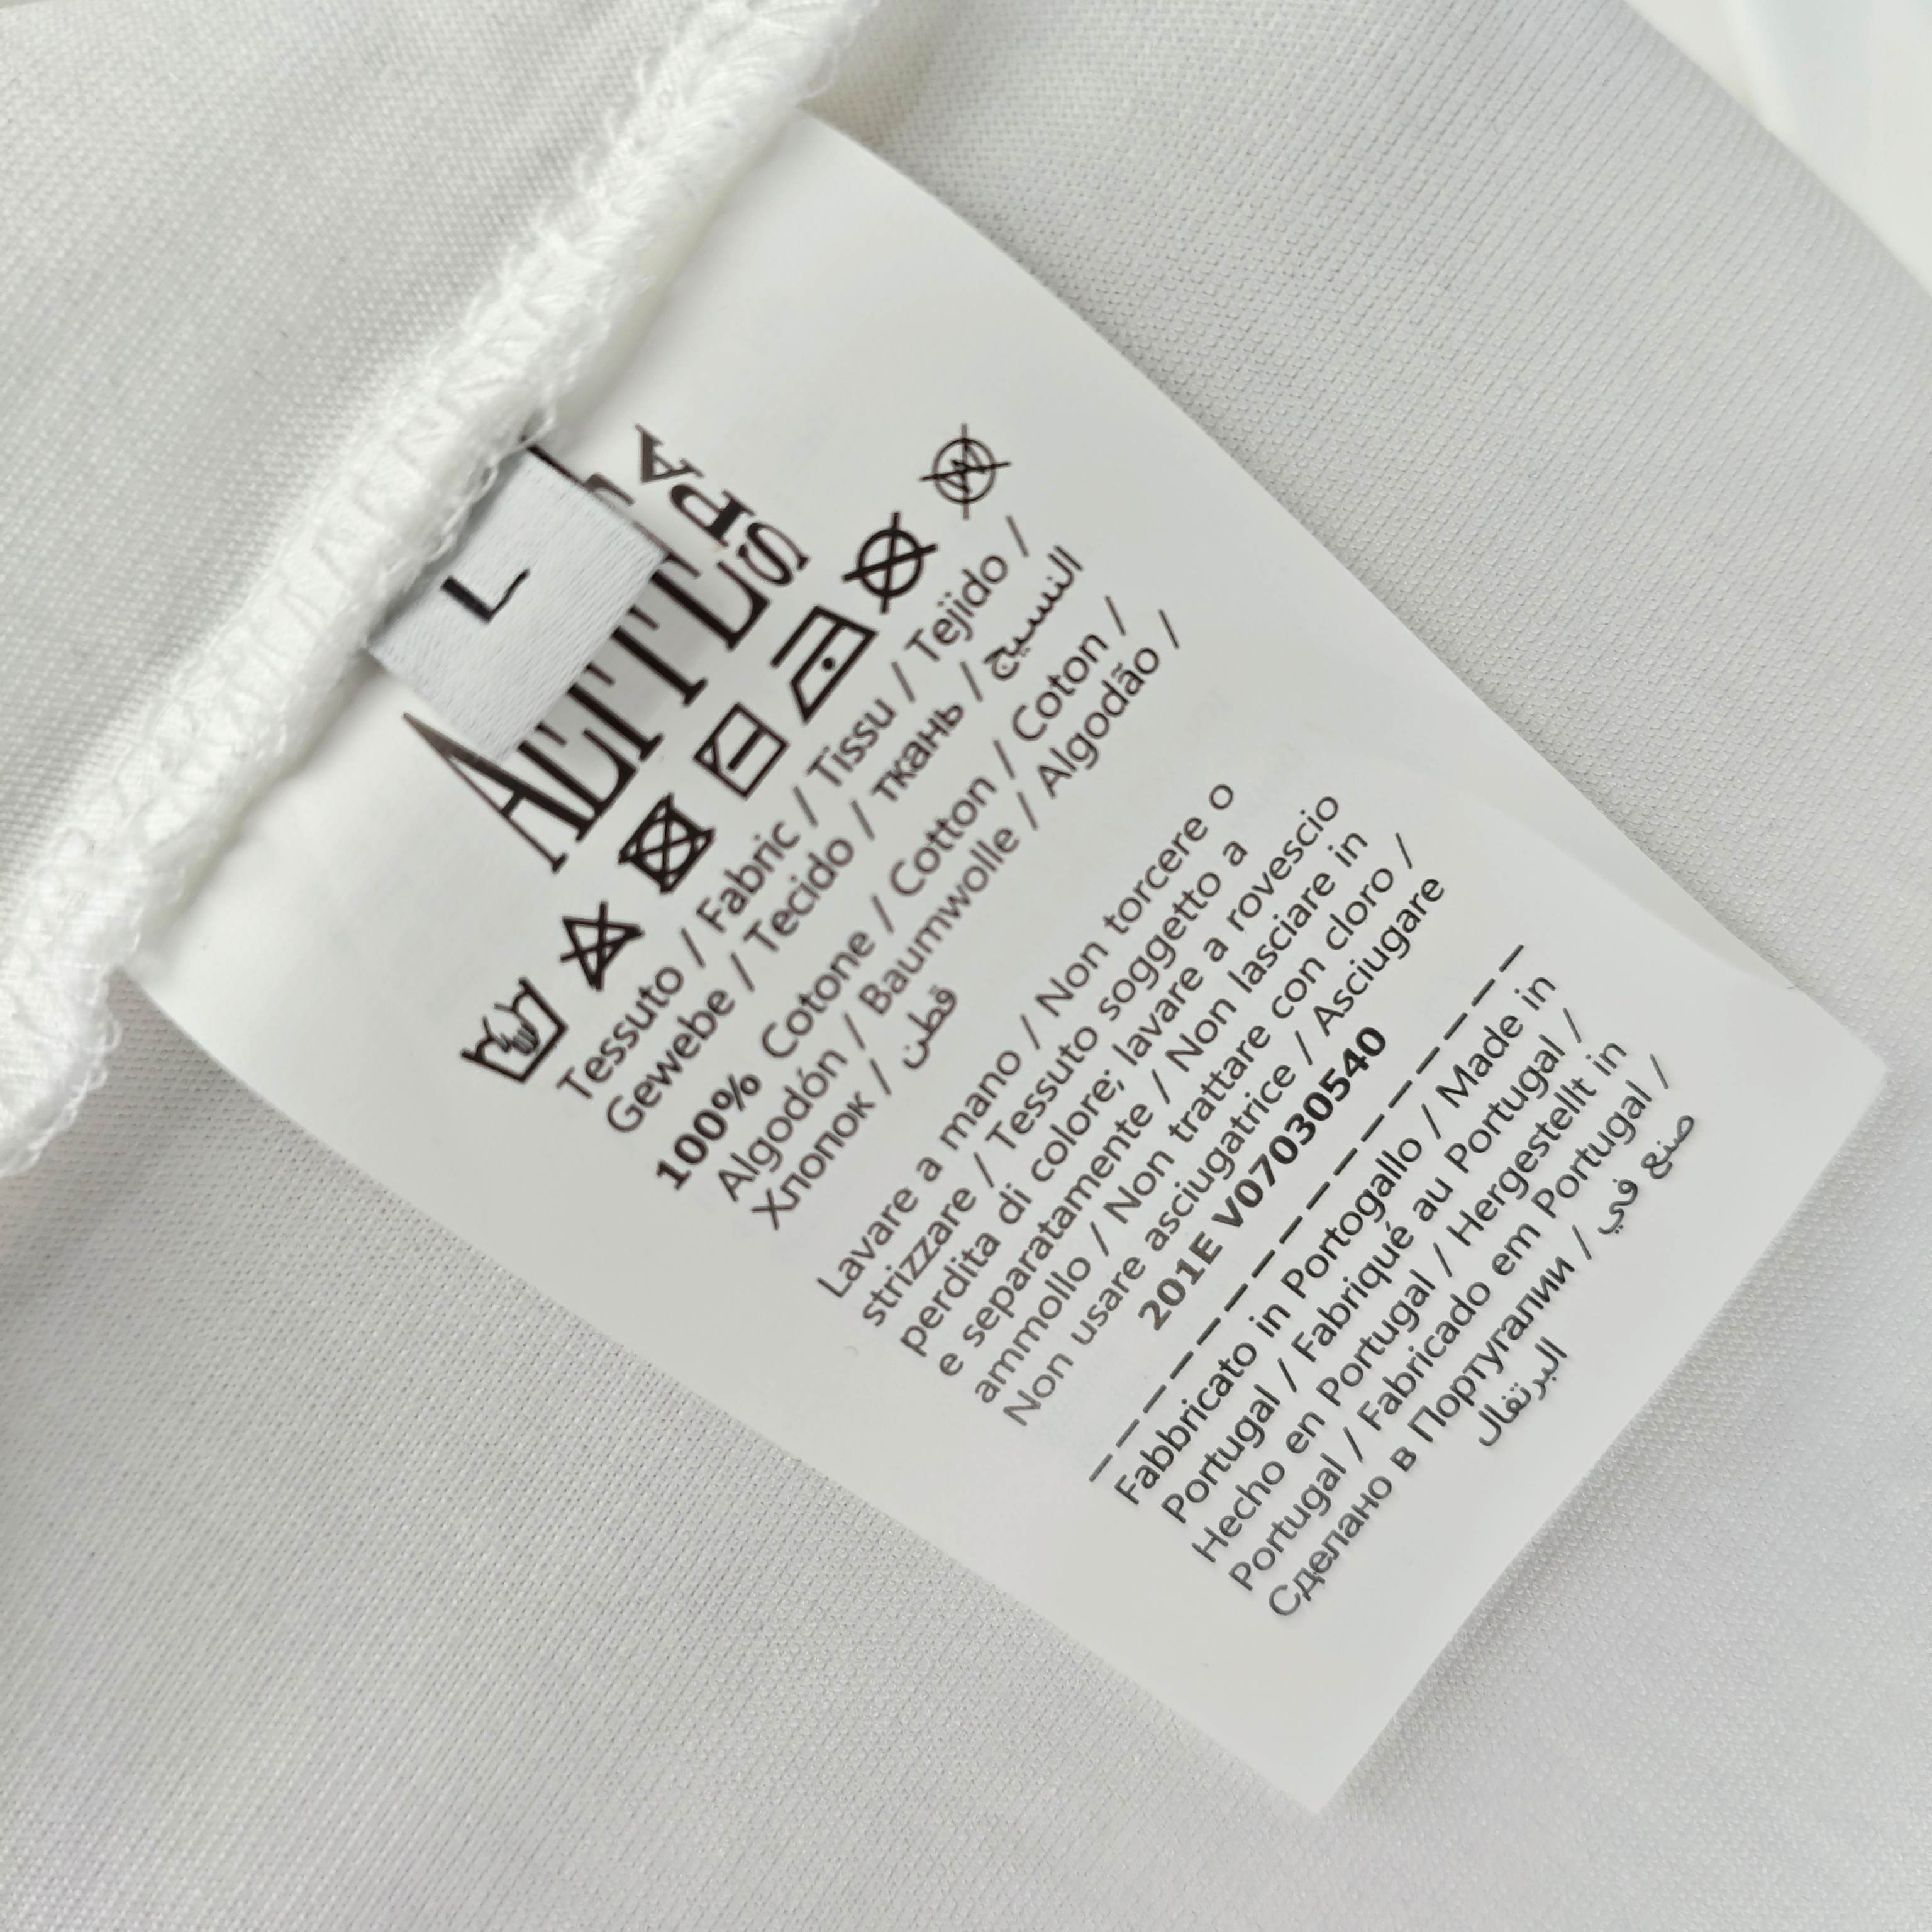 L
SPA
Tessuto / Fabric / Tissu / Tejido /
Gewebe / Tecido / ткань / النسيج
100% Cotone / Cotton / Coton /
Algodón / Baumwolle / Algodão /
Хлопок / قطن
Lavare a mano / Non torcere o
strizzare / Tessuto soggetto a
perdita di colore; lavare a rovescio
e separatamente / Non lasciare in
ammollo / Non trattare con cloro /
Non usare asciugatrice / Asciugare
201E V07030540
Fabbricato in Portogallo / Made in
Portugal / Fabriqué au Portugal /
Hecho en Portugal / Hergestellt in
Portugal / Fabricado em Portugal /
Сделано в Португалии / صنع في
البرتغال